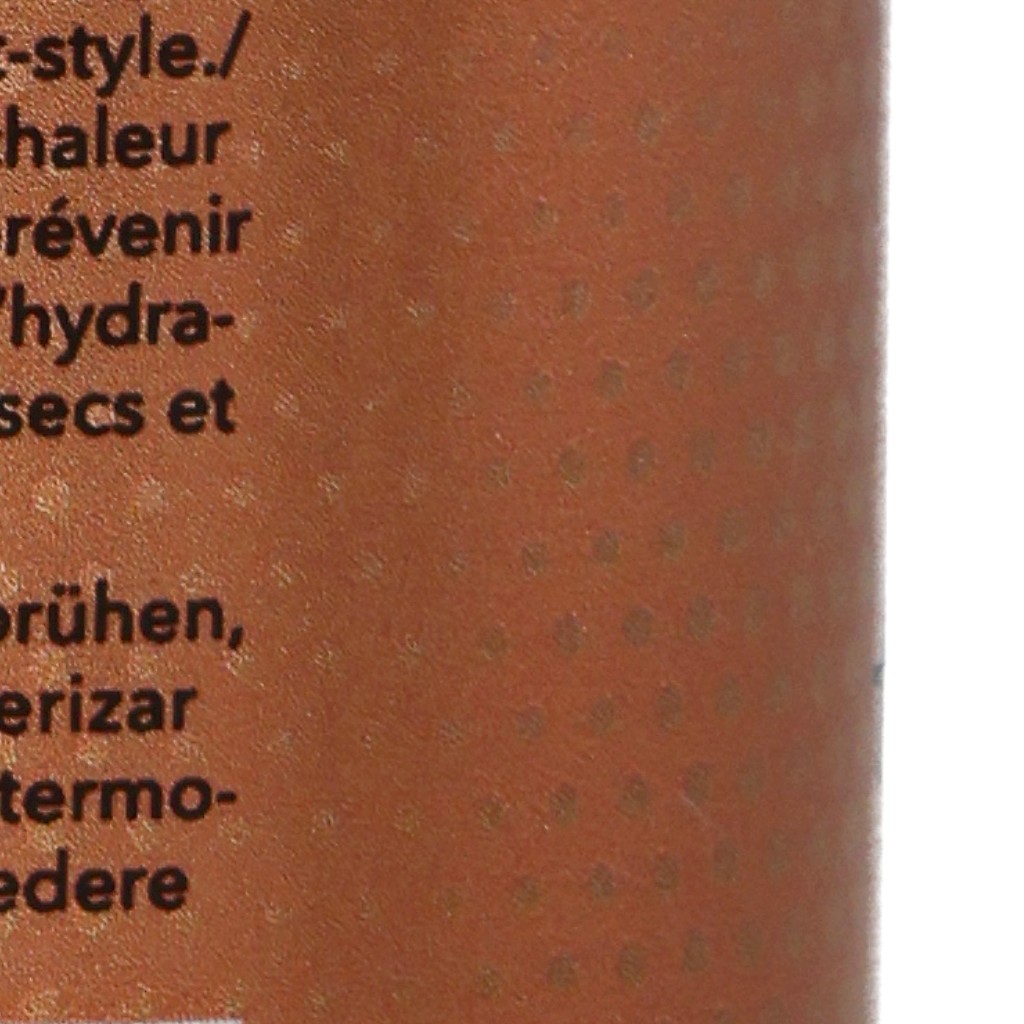 -style./
haleur
révenir
'hydra-
secs et
rühen,
erizar
termo-
edere